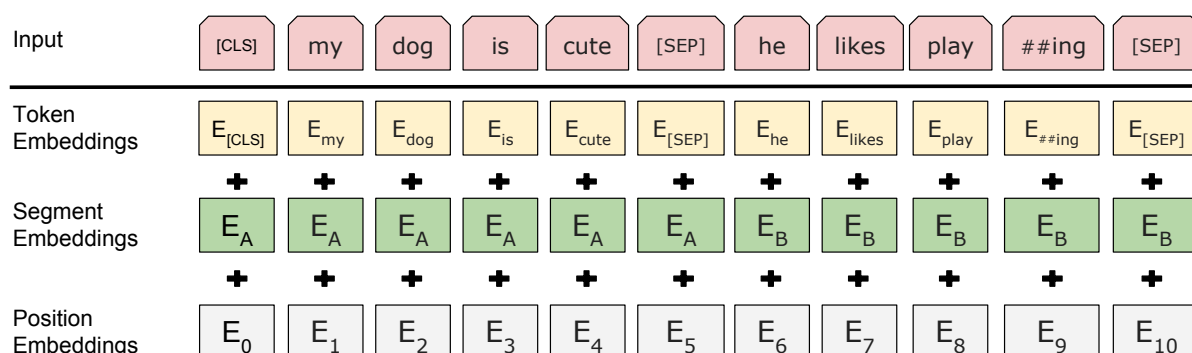 Input [CLS] my dog is cute [SEP] he likes play ##ing [SEP]
Token
Embeddings E[CLS] Emy Edog Eis Ecute E[SEP] Ehe Elikes Eplay E##ing E[SEP]
+ + + + + + + + + + +
Segment
Embeddings EA EA EA EA EA EA EB EB EB EB EB
+ + + + + + + + + + +
Position
Embeddings E0 E1 E2 E3 E4 E5 E6 E7 E8 E9 E10